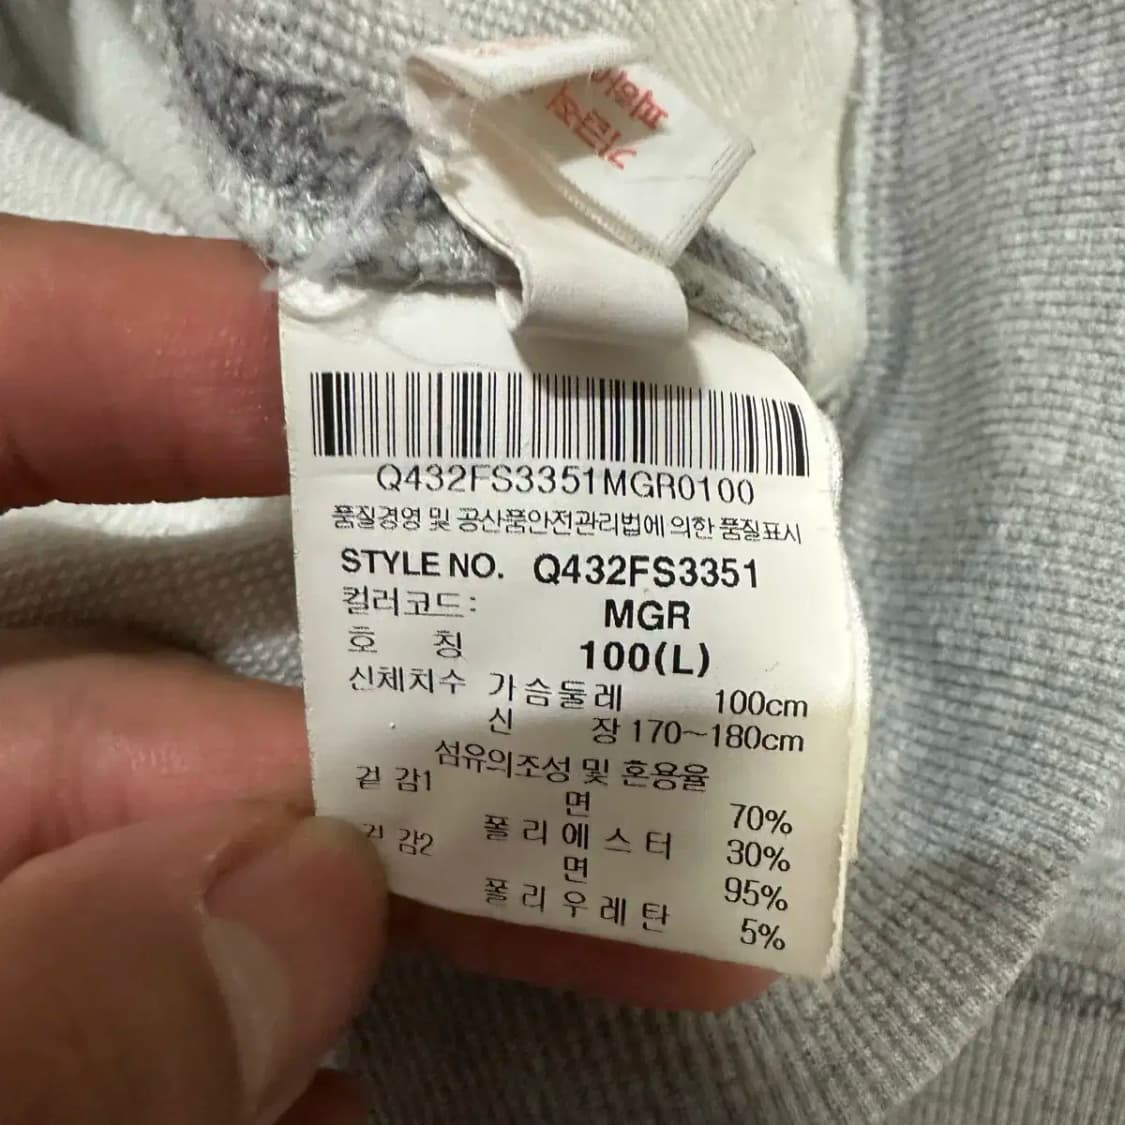 Q432FS3351MGR0100
품질경영 및 공산품안전관리법에 의한 품질표시
STYLE NO. Q432FS3351
컬러코드: MGR
호 칭 100(L)
신체치수 가슴둘레 100cm
신 장 170~180cm
섬유의조성 및 혼용율
겉 감1 면 70%
폴리에스터 30%
겉 감2 면 95%
폴리우레탄 5%